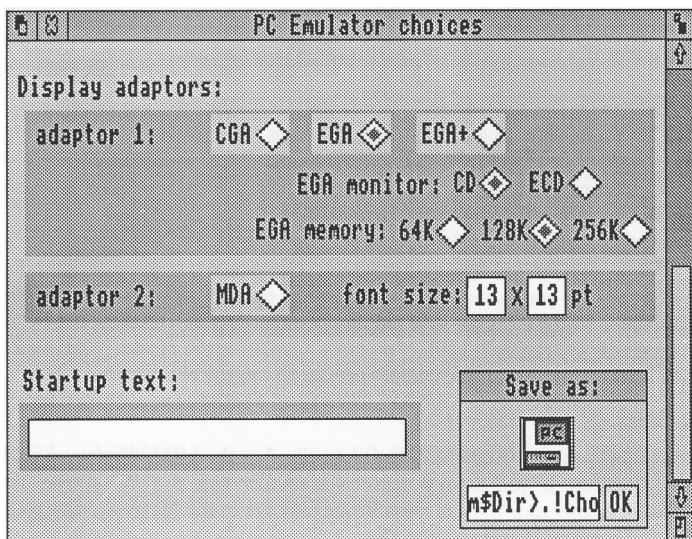 PC Emulator choices
Display adaptors:
adaptor 1: CGA EGA EGA+
EGA monitor: CD ECD
EGA memory: 64K 128K 256K
adaptor 2: MDA font size: 13 X 13 pt
Startup text:
Save as:
PC
m$Dir>.!Cho OK